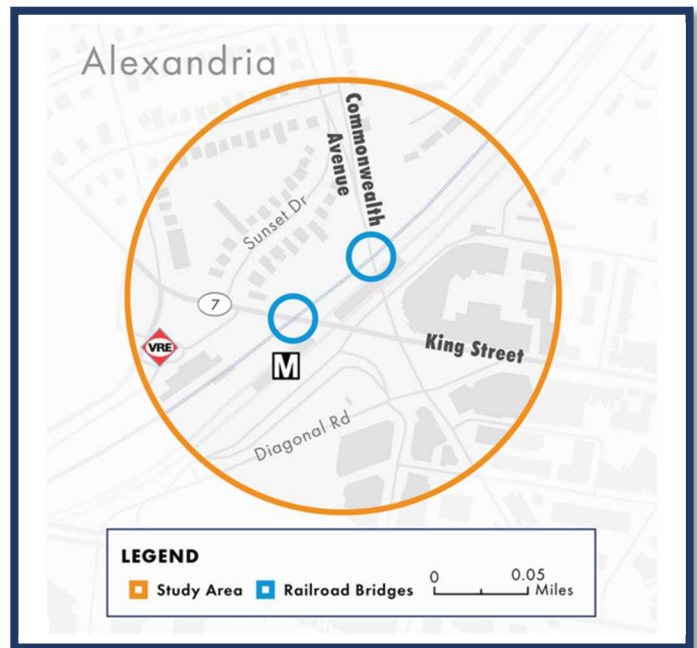 Alexandria
Commonwealth
Avenue
Sunset Dr
7
VRE
King Street
M
Diagonal Rd
LEGEND
Study Area Railroad Bridges
0 0.05
Miles